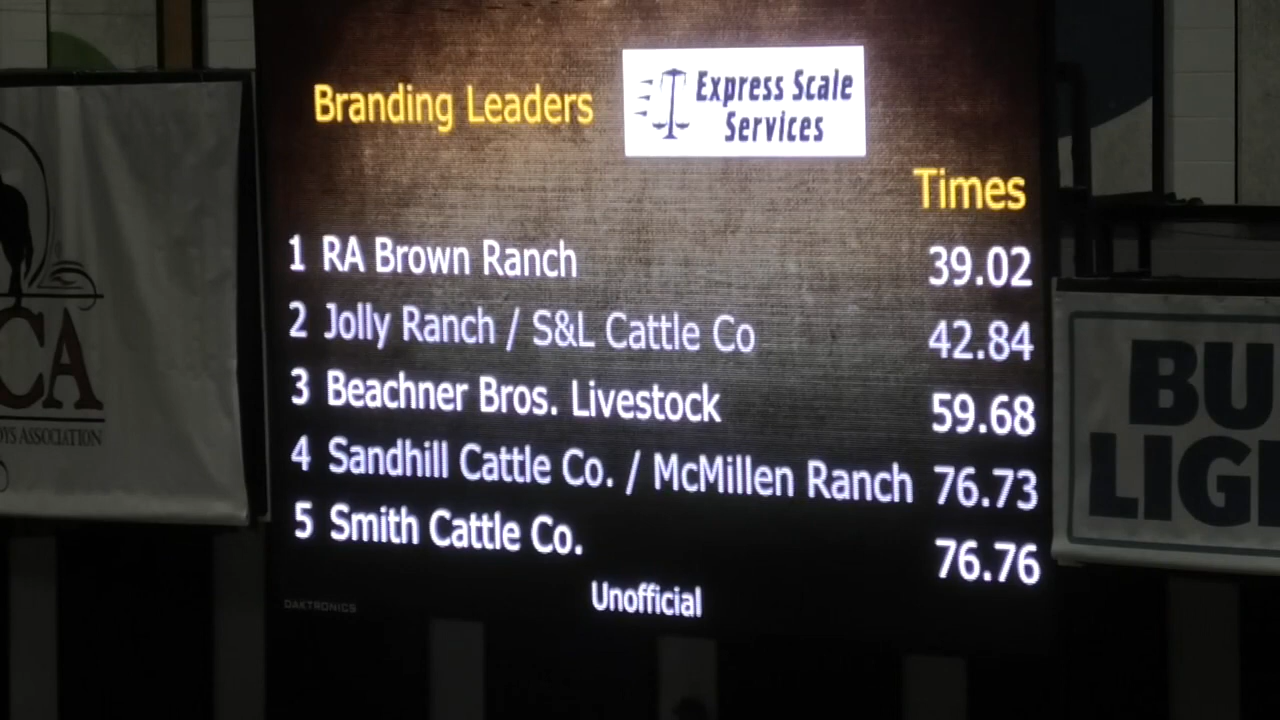 Branding Leaders
Express Scale
Services
Times
1 RA Brown Ranch 39.02
2 Jolly Ranch / S&L Cattle Co 42.84
3 Beachner Bros. Livestock 59.68
4 Sandhill Cattle Co. / McMillen Ranch 76.73
5 Smith Cattle Co. 76.76
Unofficial
DAKTRONICS
CA
YS ASSOCIATION
BU
LIG